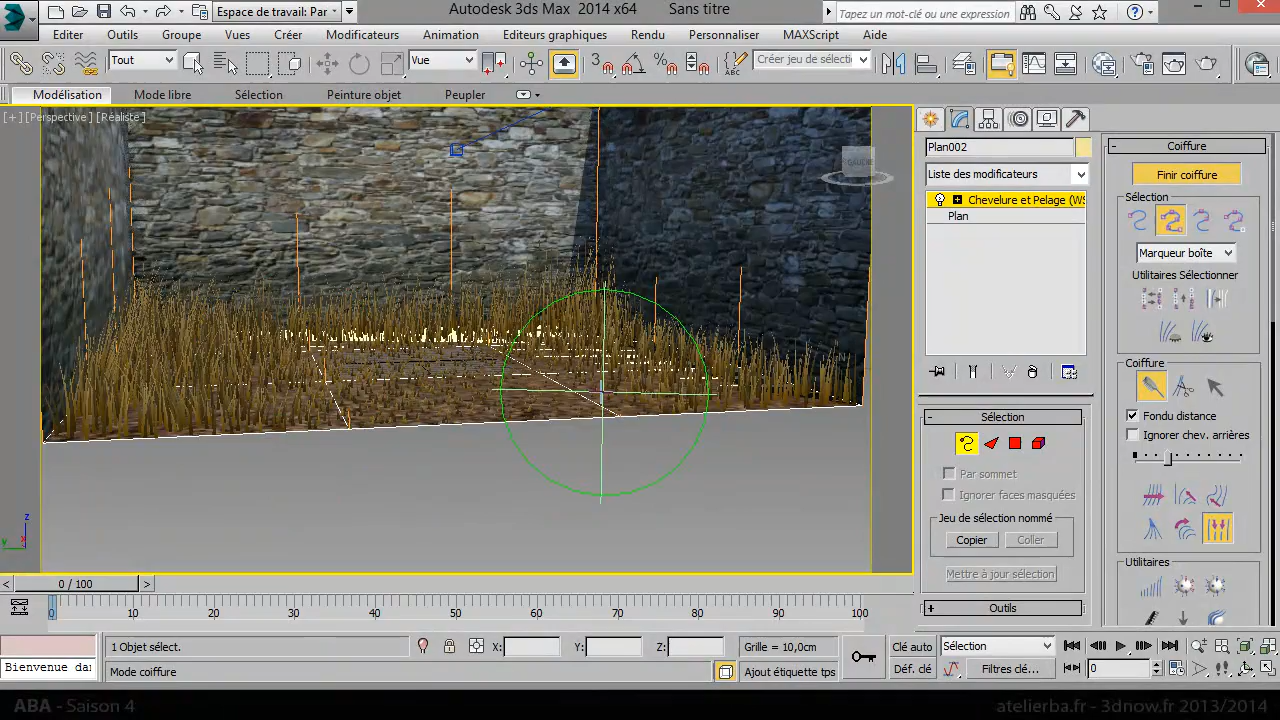 Espace de travail: Par
Autodesk 3ds Max 2014 x64 Sans titre
Tapez un mot-clé ou une expression
Editer Outils Groupe Vues Créer Modificateurs Animation Editeurs graphiques Rendu Personnaliser MAXScript Aide
Tout
Vue
3
%
ABC
Créer jeu de sélecti
Modélisation Mode libre Sélection Peinture objet Peupler
[+] [Perspective] [Réaliste]
Plan002
Liste des modificateurs
Chevelure et Pelage (WS
Plan
Sélection
Par sommet
Ignorer faces masquées
Jeu de sélection nommé
Copier Coller
Mettre à jour sélection
Outils
Coiffure
Finir coiffure
Sélection
Marqueur boîte
Utilitaires Sélectionner
Coiffure
Fondu distance
Ignorer chev. arrières
Utilitaires
z
y
x
0 / 100
0 10 20 30 40 50 60 70 80 90 100
1 Objet sélect.
X: Y: Z:
Grille = 10,0cm
Clé auto
Sélection
Bienvenue da
Mode coiffure
Ajout étiquette tps
Déf. clé
Filtres clé...
0
ABA - Saison 4
atelierba.fr - 3dnow.fr 2013/2014